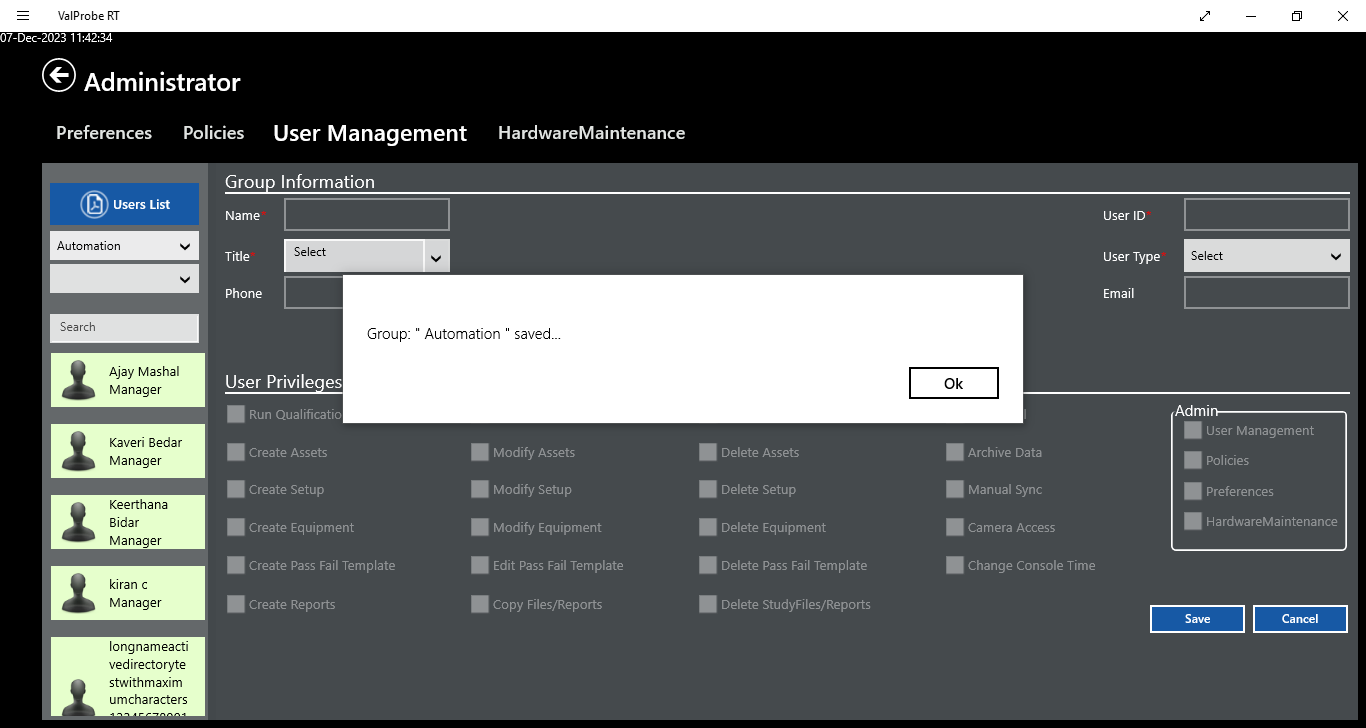 ValProbe RT
07-Dec-2023 11:42:34
Administrator
Preferences Policies User Management HardwareMaintenance
Users List
Automation
Search
Ajay Mashal
Manager
Kaveri Bedar
Manager
Keerthana
Bidar
Manager
kiran c
Manager
longnameacti
vedirectoryte
stwithmaxim
umcharacters
Group Information
Name* User ID*
Title* Select User Type* Select
Phone Email
Group: " Automation " saved...
Ok
User Privileges
Run Qualificatio
Create Assets Modify Assets Delete Assets Archive Data
Create Setup Modify Setup Delete Setup Manual Sync
Create Equipment Modify Equipment Delete Equipment Camera Access
Create Pass Fail Template Edit Pass Fail Template Delete Pass Fail Template Change Console Time
Create Reports Copy Files/Reports Delete StudyFiles/Reports
Admin
User Management
Policies
Preferences
HardwareMaintenance
Save Cancel